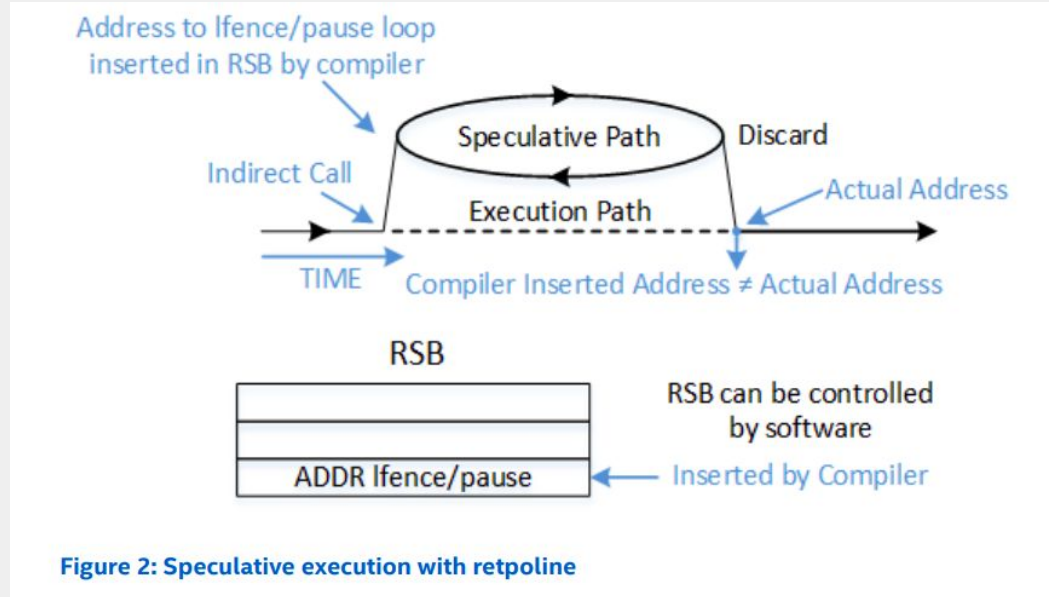 Address to lfence/pause loop
inserted in RSB by compiler
Speculative Path
Discard
Indirect Call
Actual Address
Execution Path
TIME
Compiler Inserted Address ≠ Actual Address
RSB
RSB can be controlled
by software
ADDR lfence/pause
Inserted by Compiler
Figure 2: Speculative execution with retpoline